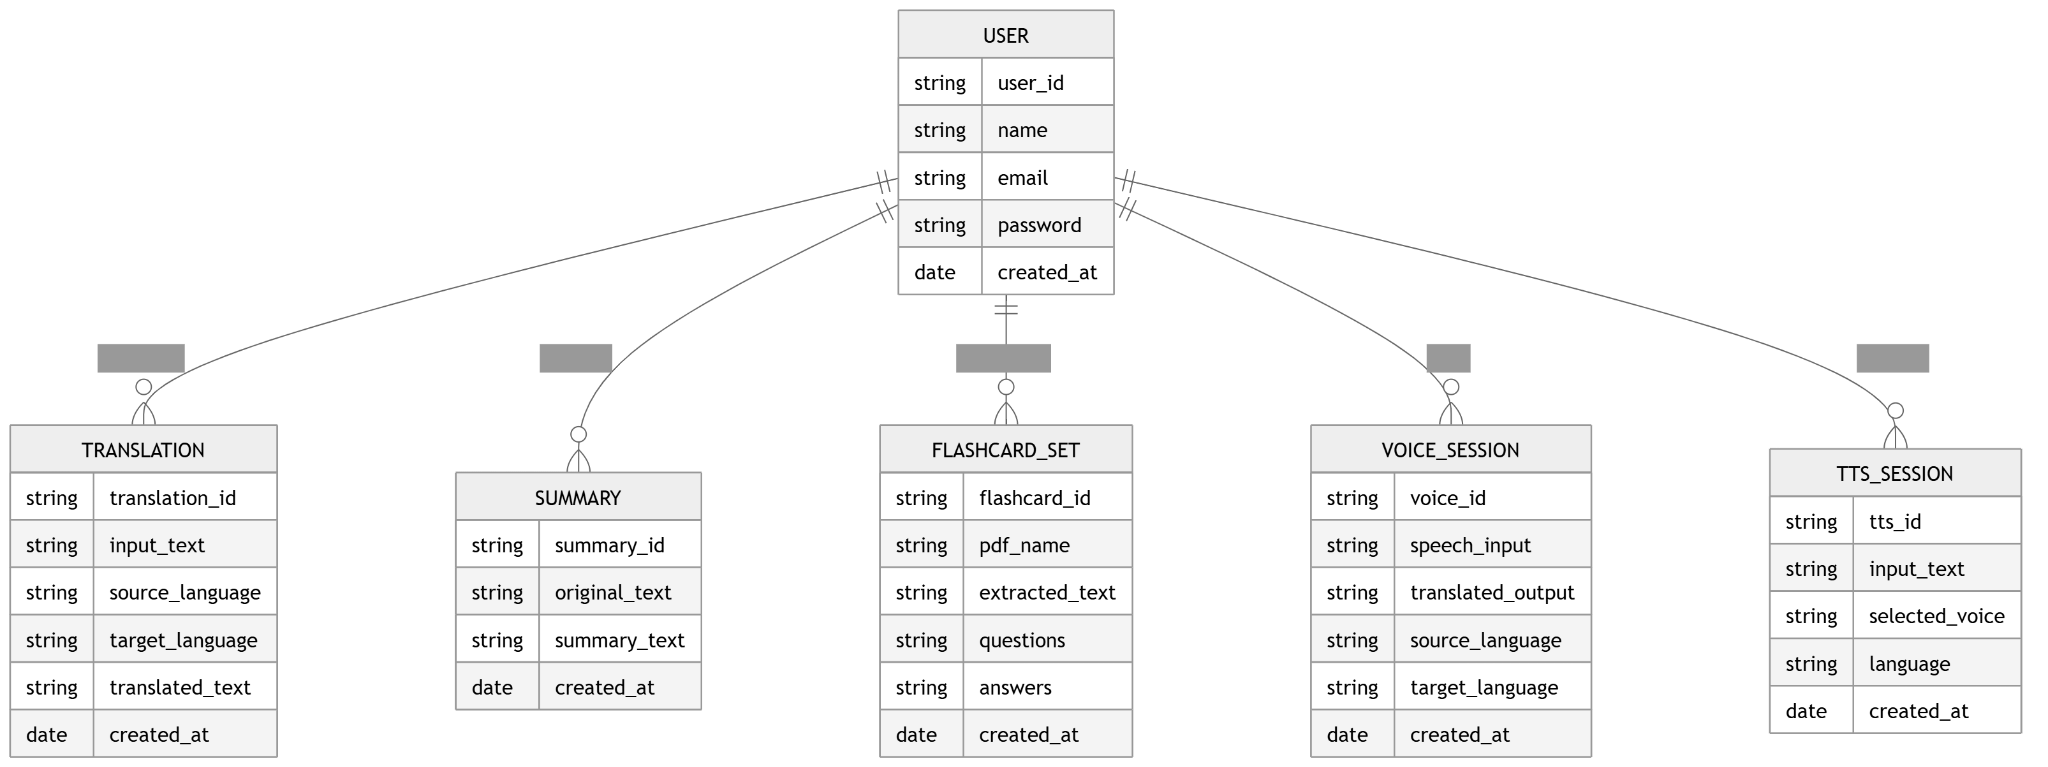 USER
string user_id
string name
string email
string password
date created_at
TRANSLATION
string translation_id
string input_text
string source_language
string target_language
string translated_text
date created_at
SUMMARY
string summary_id
string original_text
string summary_text
date created_at
FLASHCARD_SET
string flashcard_id
string pdf_name
string extracted_text
string questions
string answers
date created_at
VOICE_SESSION
string voice_id
string speech_input
string translated_output
string source_language
string target_language
date created_at
TTS_SESSION
string tts_id
string input_text
string selected_voice
string language
date created_at